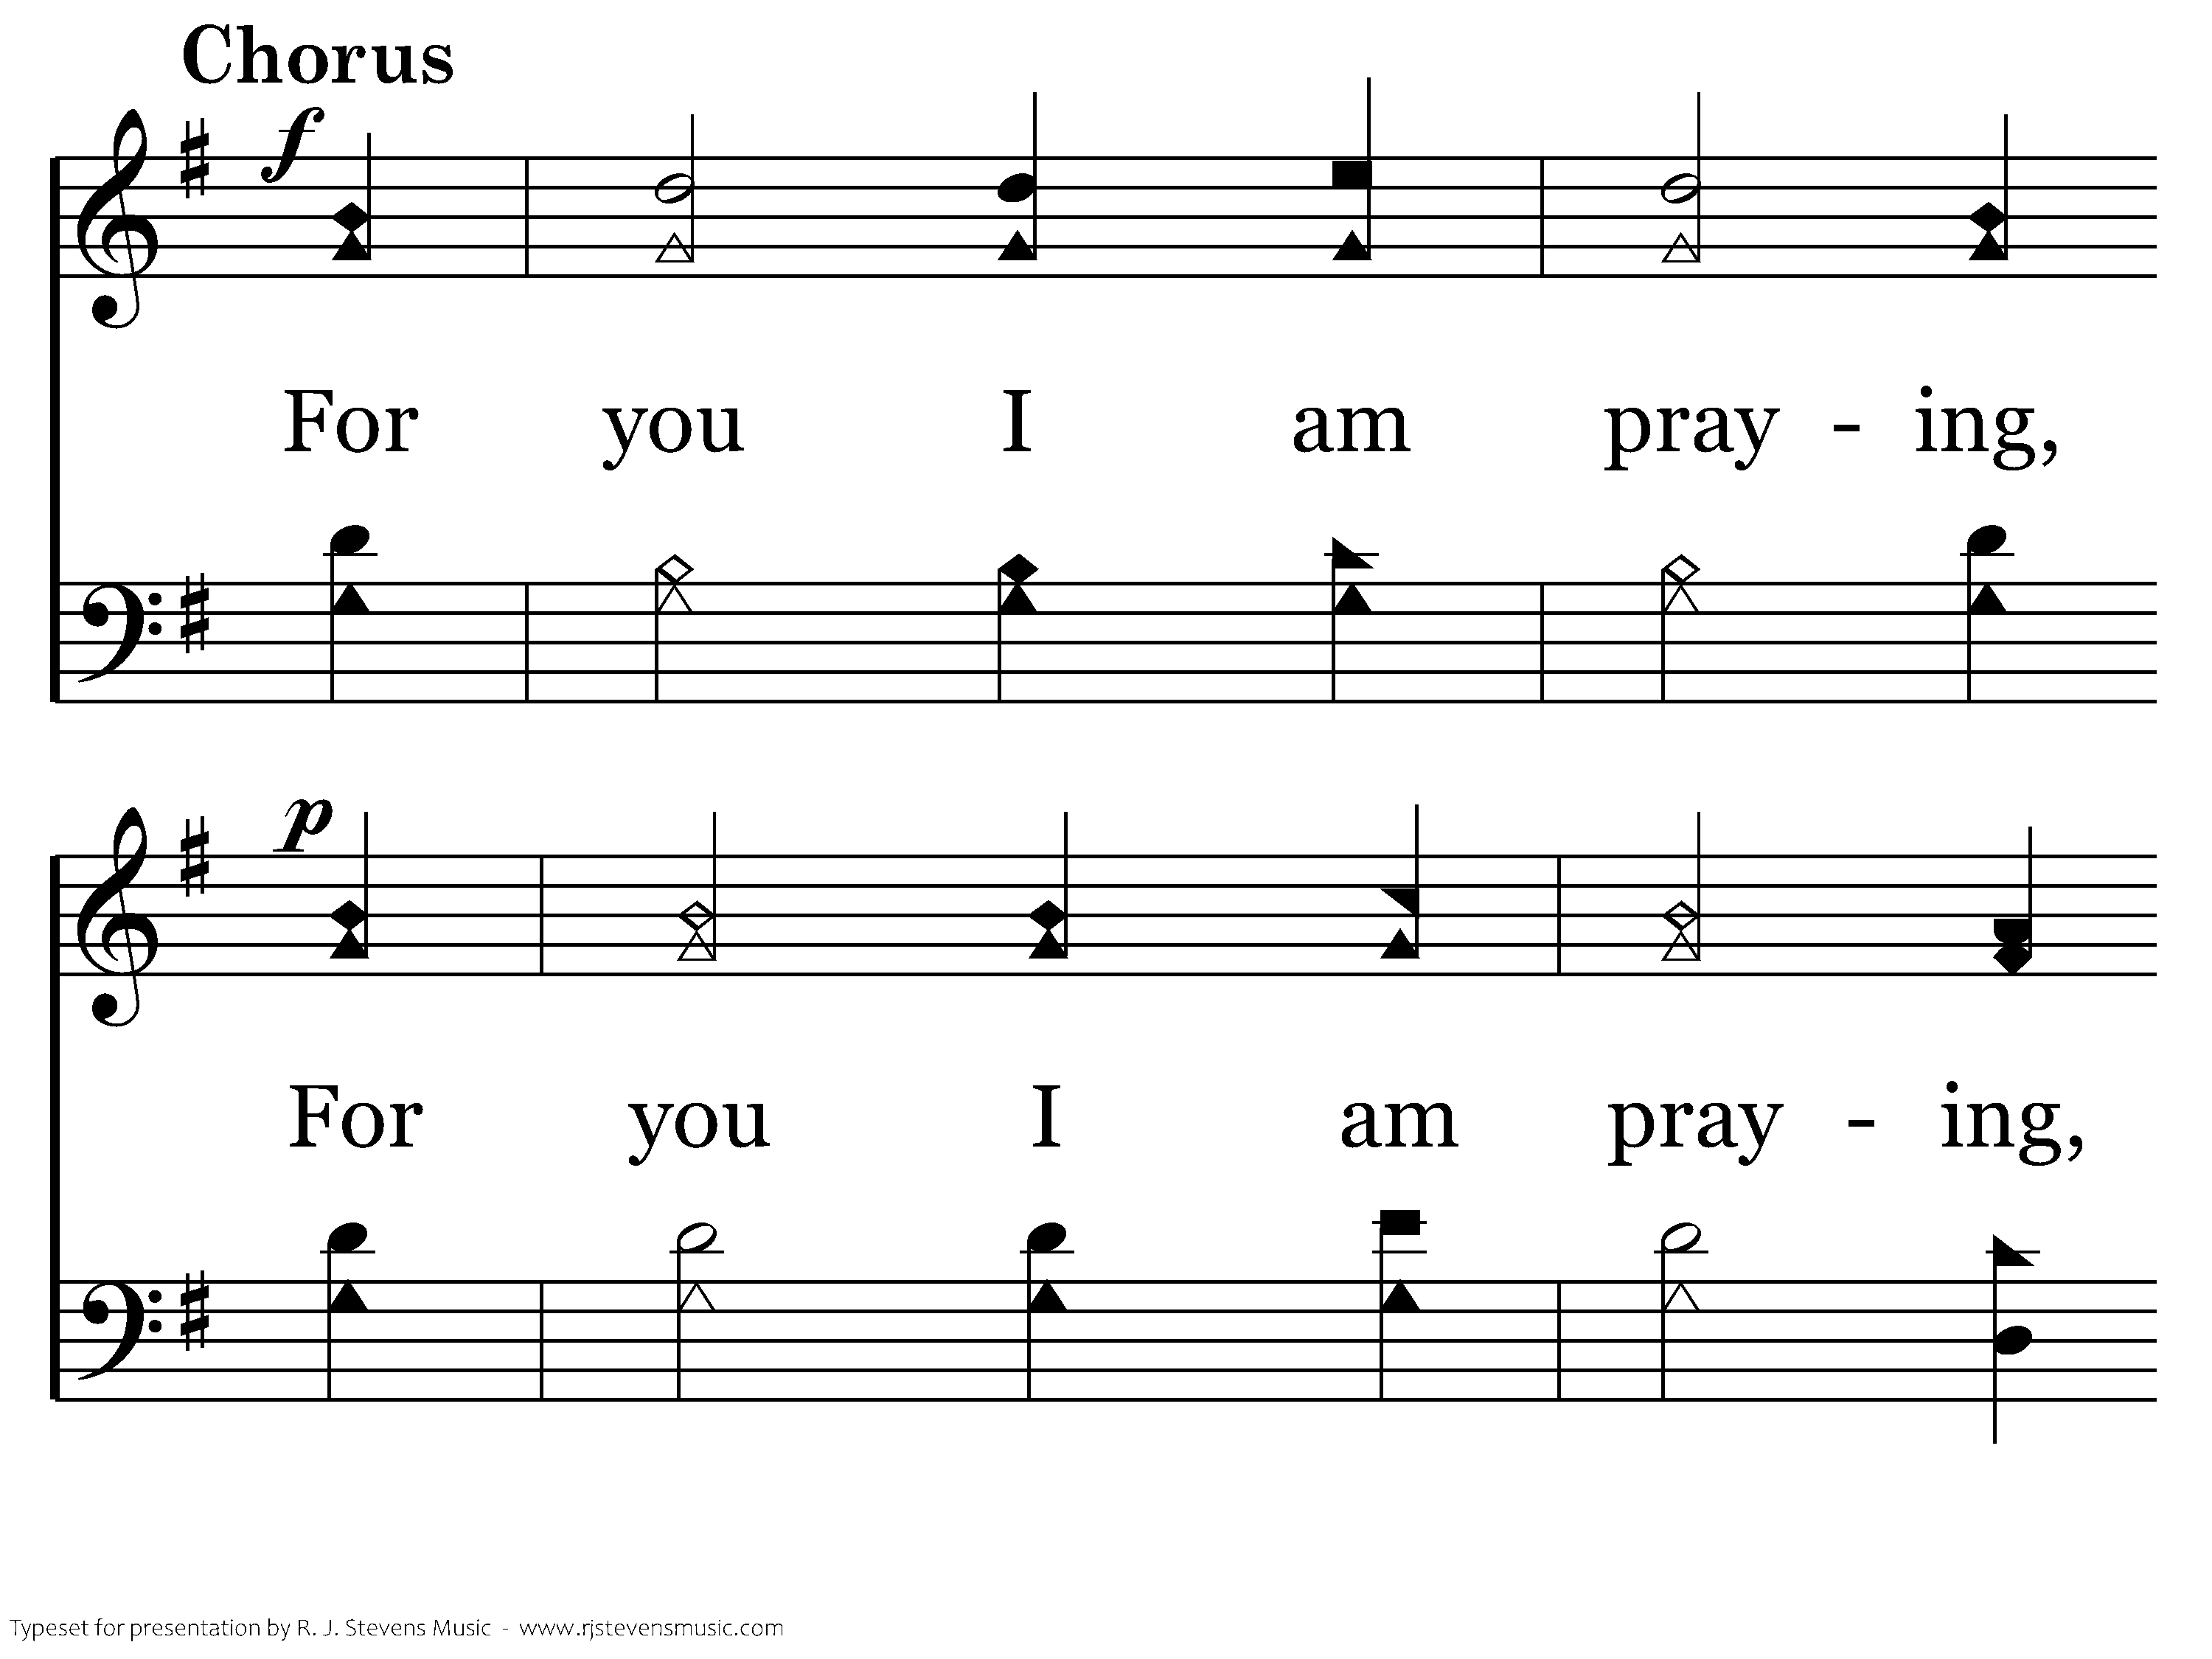 Chorus
f
For you I am pray - ing,
p
For you I am pray - ing,
Typeset for presentation by R. J. Stevens Music - www.rjstevensmusic.com